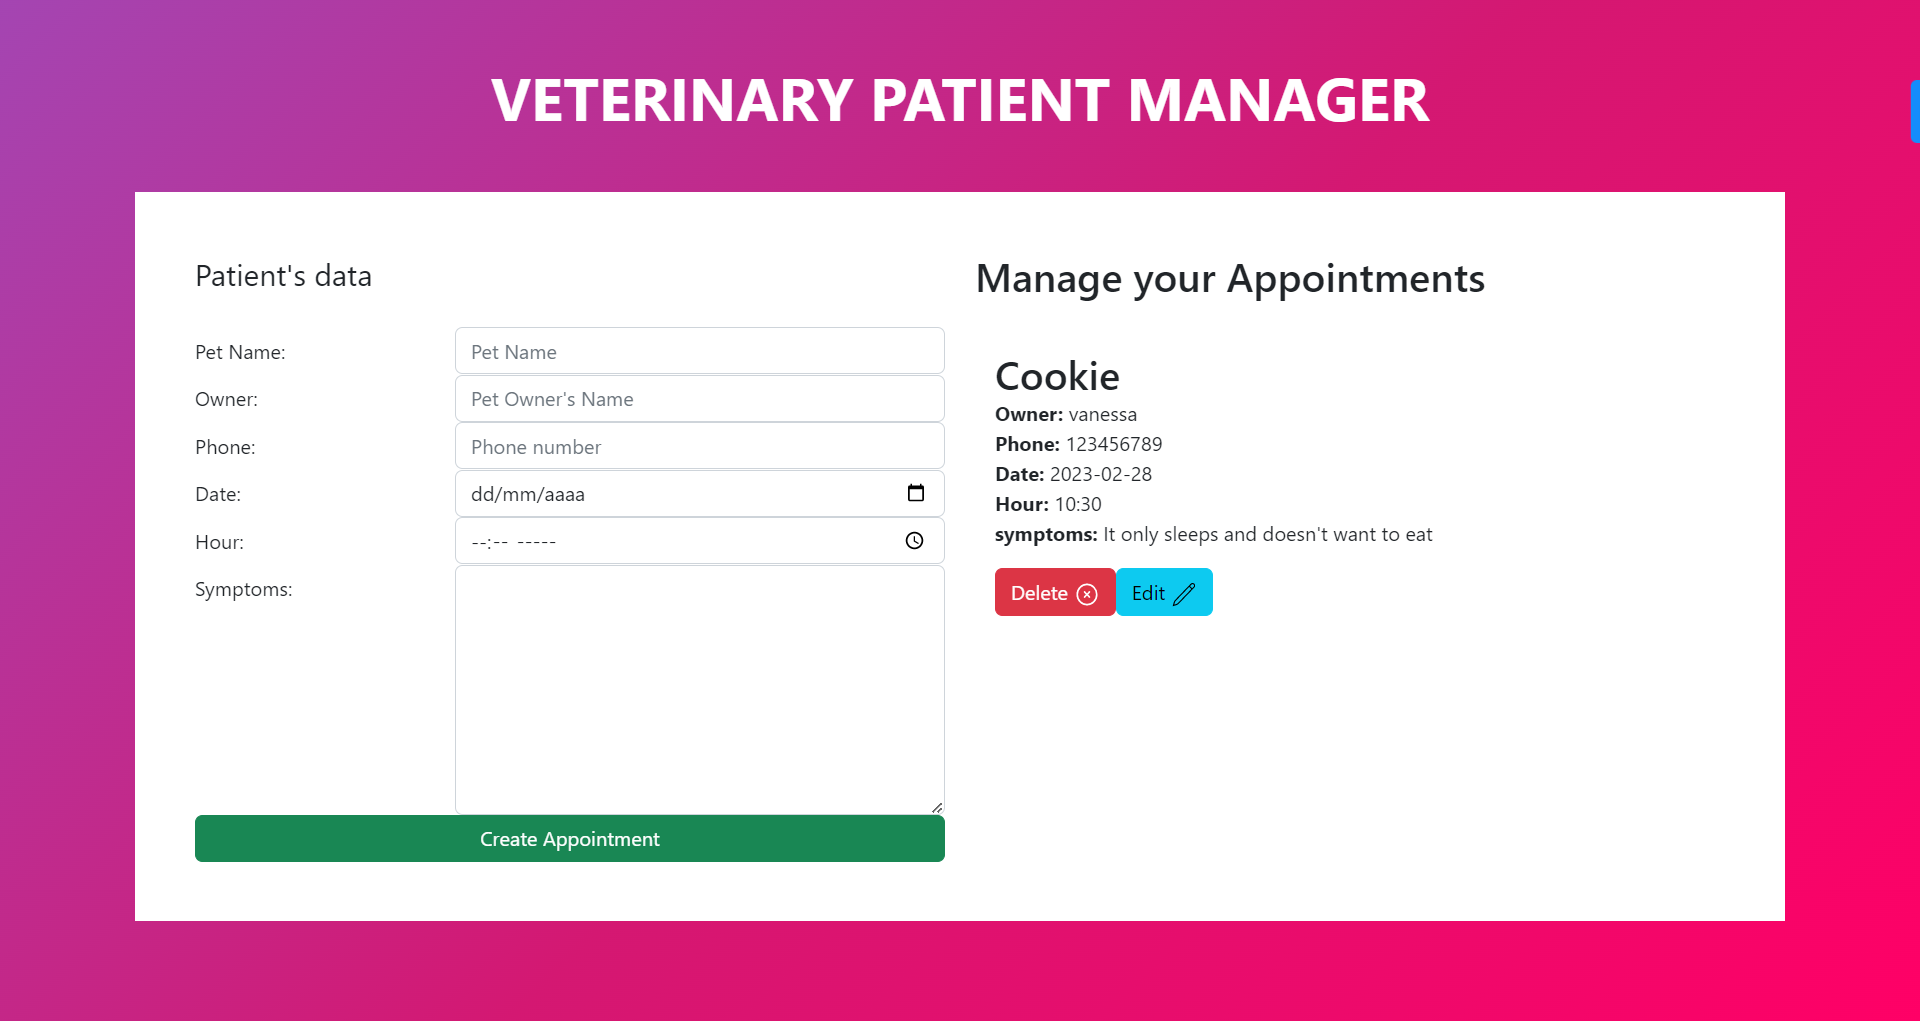 VETERINARY PATIENT MANAGER
Patient's data
Pet Name:
Pet Name
Owner:
Pet Owner's Name
Phone:
Phone number
Date:
dd/mm/aaaa
Hour:
--:-- -----
Symptoms:
Create Appointment
Manage your Appointments
Cookie
Owner: vanessa
Phone: 123456789
Date: 2023-02-28
Hour: 10:30
symptoms: It only sleeps and doesn't want to eat
Delete
Edit